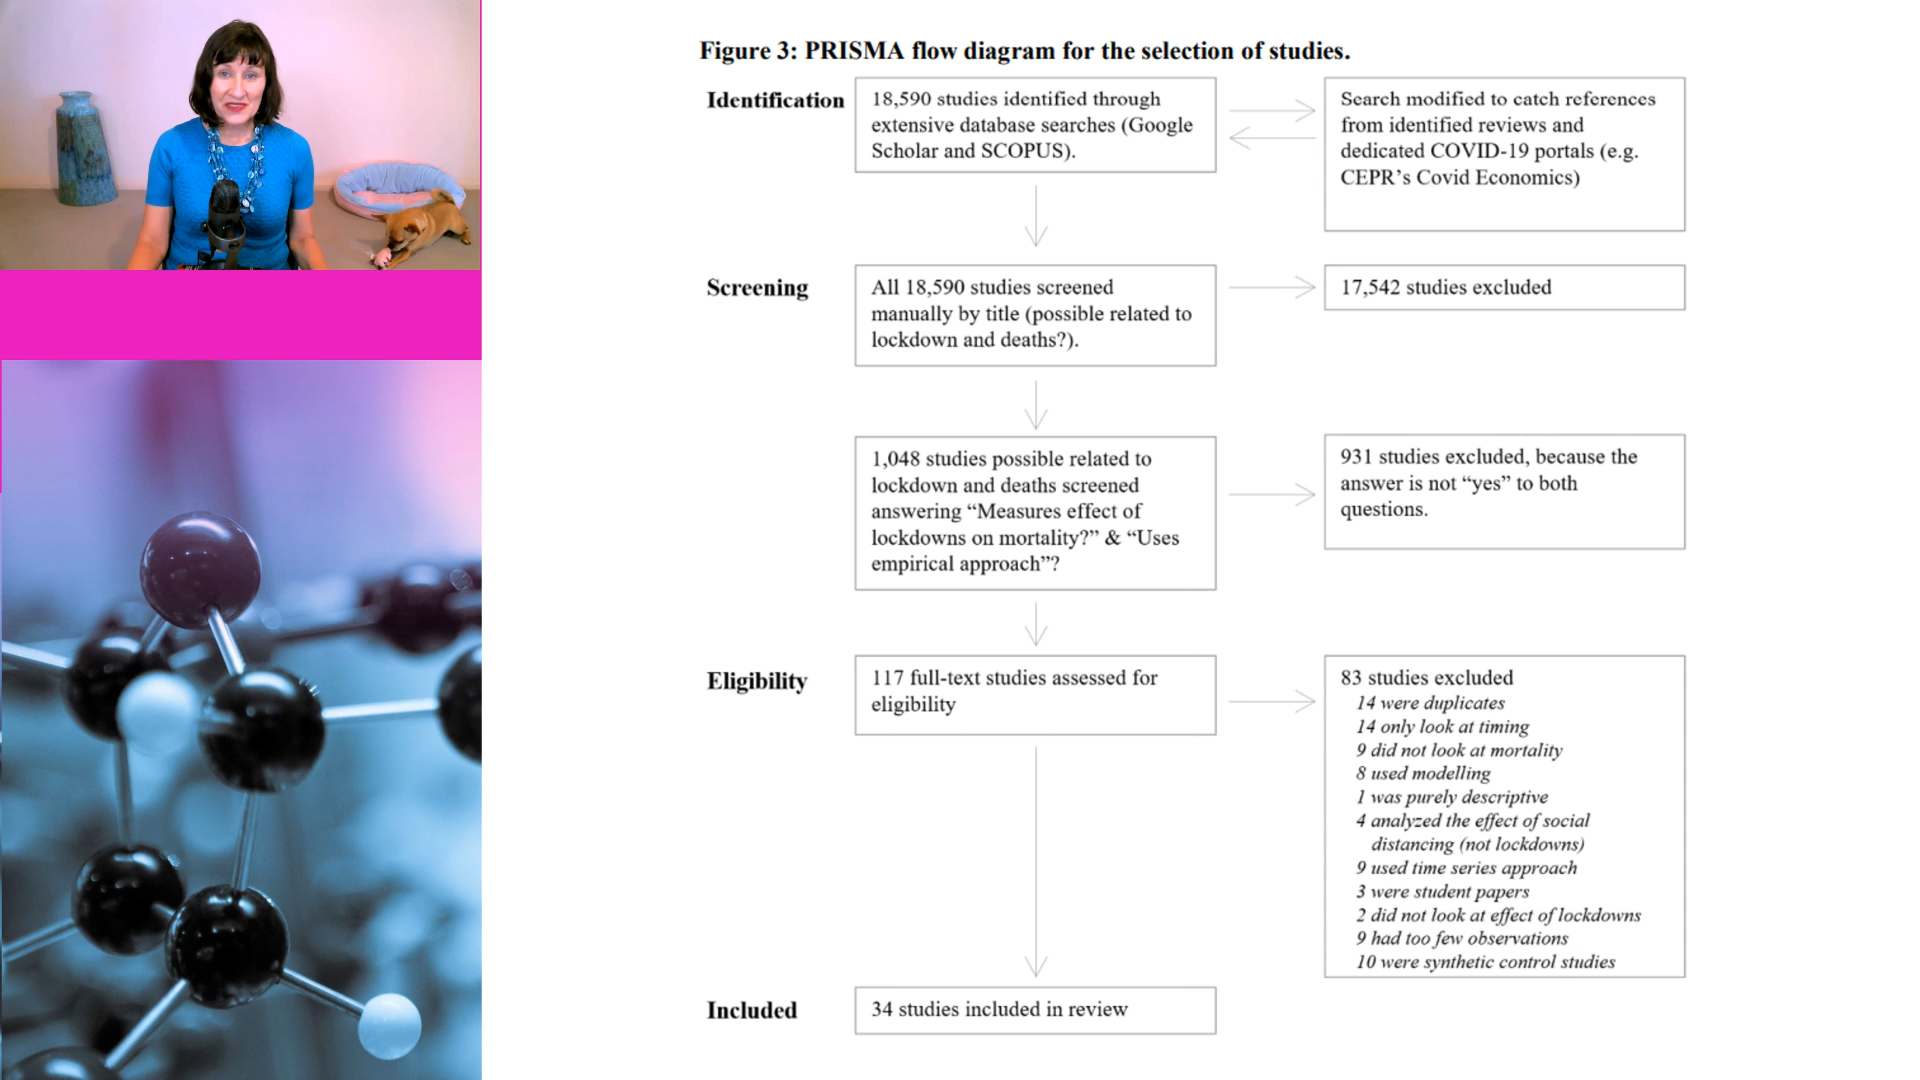 Figure 3: PRISMA flow diagram for the selection of studies.
Identification
18,590 studies identified through
extensive database searches (Google
Scholar and SCOPUS).
Search modified to catch references
from identified reviews and
dedicated COVID-19 portals (e.g.
CEPR's Covid Economics)
Screening
All 18,590 studies screened
manually by title (possible related to
lockdown and deaths?).
17,542 studies excluded
1,048 studies possible related to
lockdown and deaths screened
answering “Measures effect of
lockdowns on mortality?” & “Uses
empirical approach”?
931 studies excluded, because the
answer is not “yes” to both
questions.
Eligibility
117 full-text studies assessed for
eligibility
83 studies excluded
14 were duplicates
14 only look at timing
9 did not look at mortality
8 used modelling
1 was purely descriptive
4 analyzed the effect of social
distancing (not lockdowns)
9 used time series approach
3 were student papers
2 did not look at effect of lockdowns
9 had too few observations
10 were synthetic control studies
Included
34 studies included in review